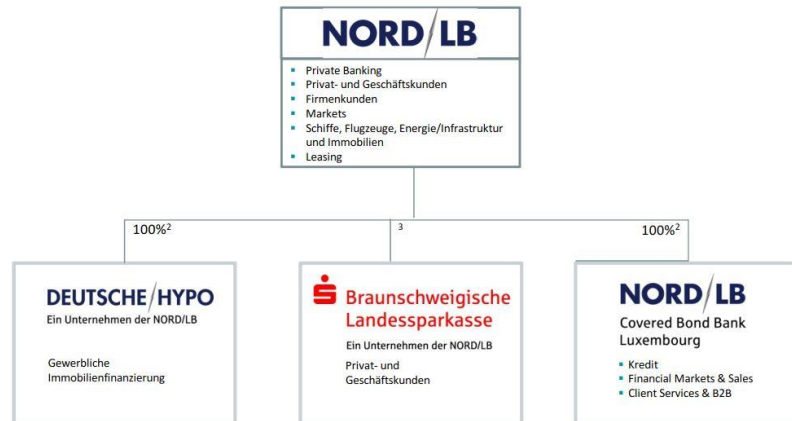 NORD/LB
▪ Private Banking
▪ Privat- und Geschäftskunden
▪ Firmenkunden
▪ Markets
▪ Schiffe, Flugzeuge, Energie/Infrastruktur
und Immobilien
▪ Leasing
100%²
³
100%²
DEUTSCHE/HYPO
Ein Unternehmen der NORD/LB
Gewerbliche
Immobilienfinanzierung
Braunschweigische
Landessparkasse
Ein Unternehmen der NORD/LB
Privat- und
Geschäftskunden
NORD/LB
Covered Bond Bank
Luxembourg
▪ Kredit
▪ Financial Markets & Sales
▪ Client Services & B2B